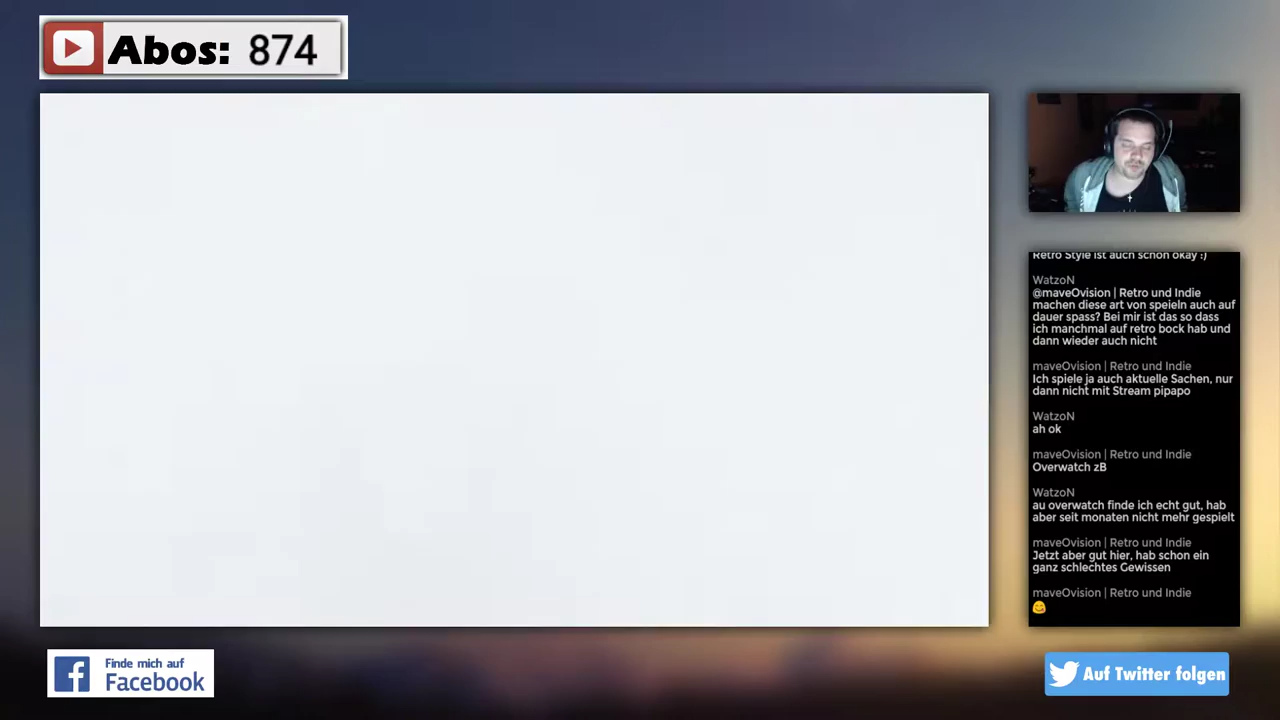 Abos: 874
Retro Style ist auch schon okay :)
WatzoN
@maveOvision | Retro und Indie
machen diese art von speieln auch auf
dauer spass? Bei mir ist das so dass
ich manchmal auf retro bock hab und
dann wieder auch nicht
maveOvision | Retro und Indie
Ich spiele ja auch aktuelle Sachen, nur
dann nicht mit Stream pipapo
WatzoN
ah ok
maveOvision | Retro und Indie
Overwatch zB
WatzoN
au overwatch finde ich echt gut, hab
aber seit monaten nicht mehr gespielt
maveOvision | Retro und Indie
Jetzt aber gut hier, hab schon ein
ganz schlechtes Gewissen
maveOvision | Retro und Indie
Finde mich auf
Facebook
Auf Twitter folgen